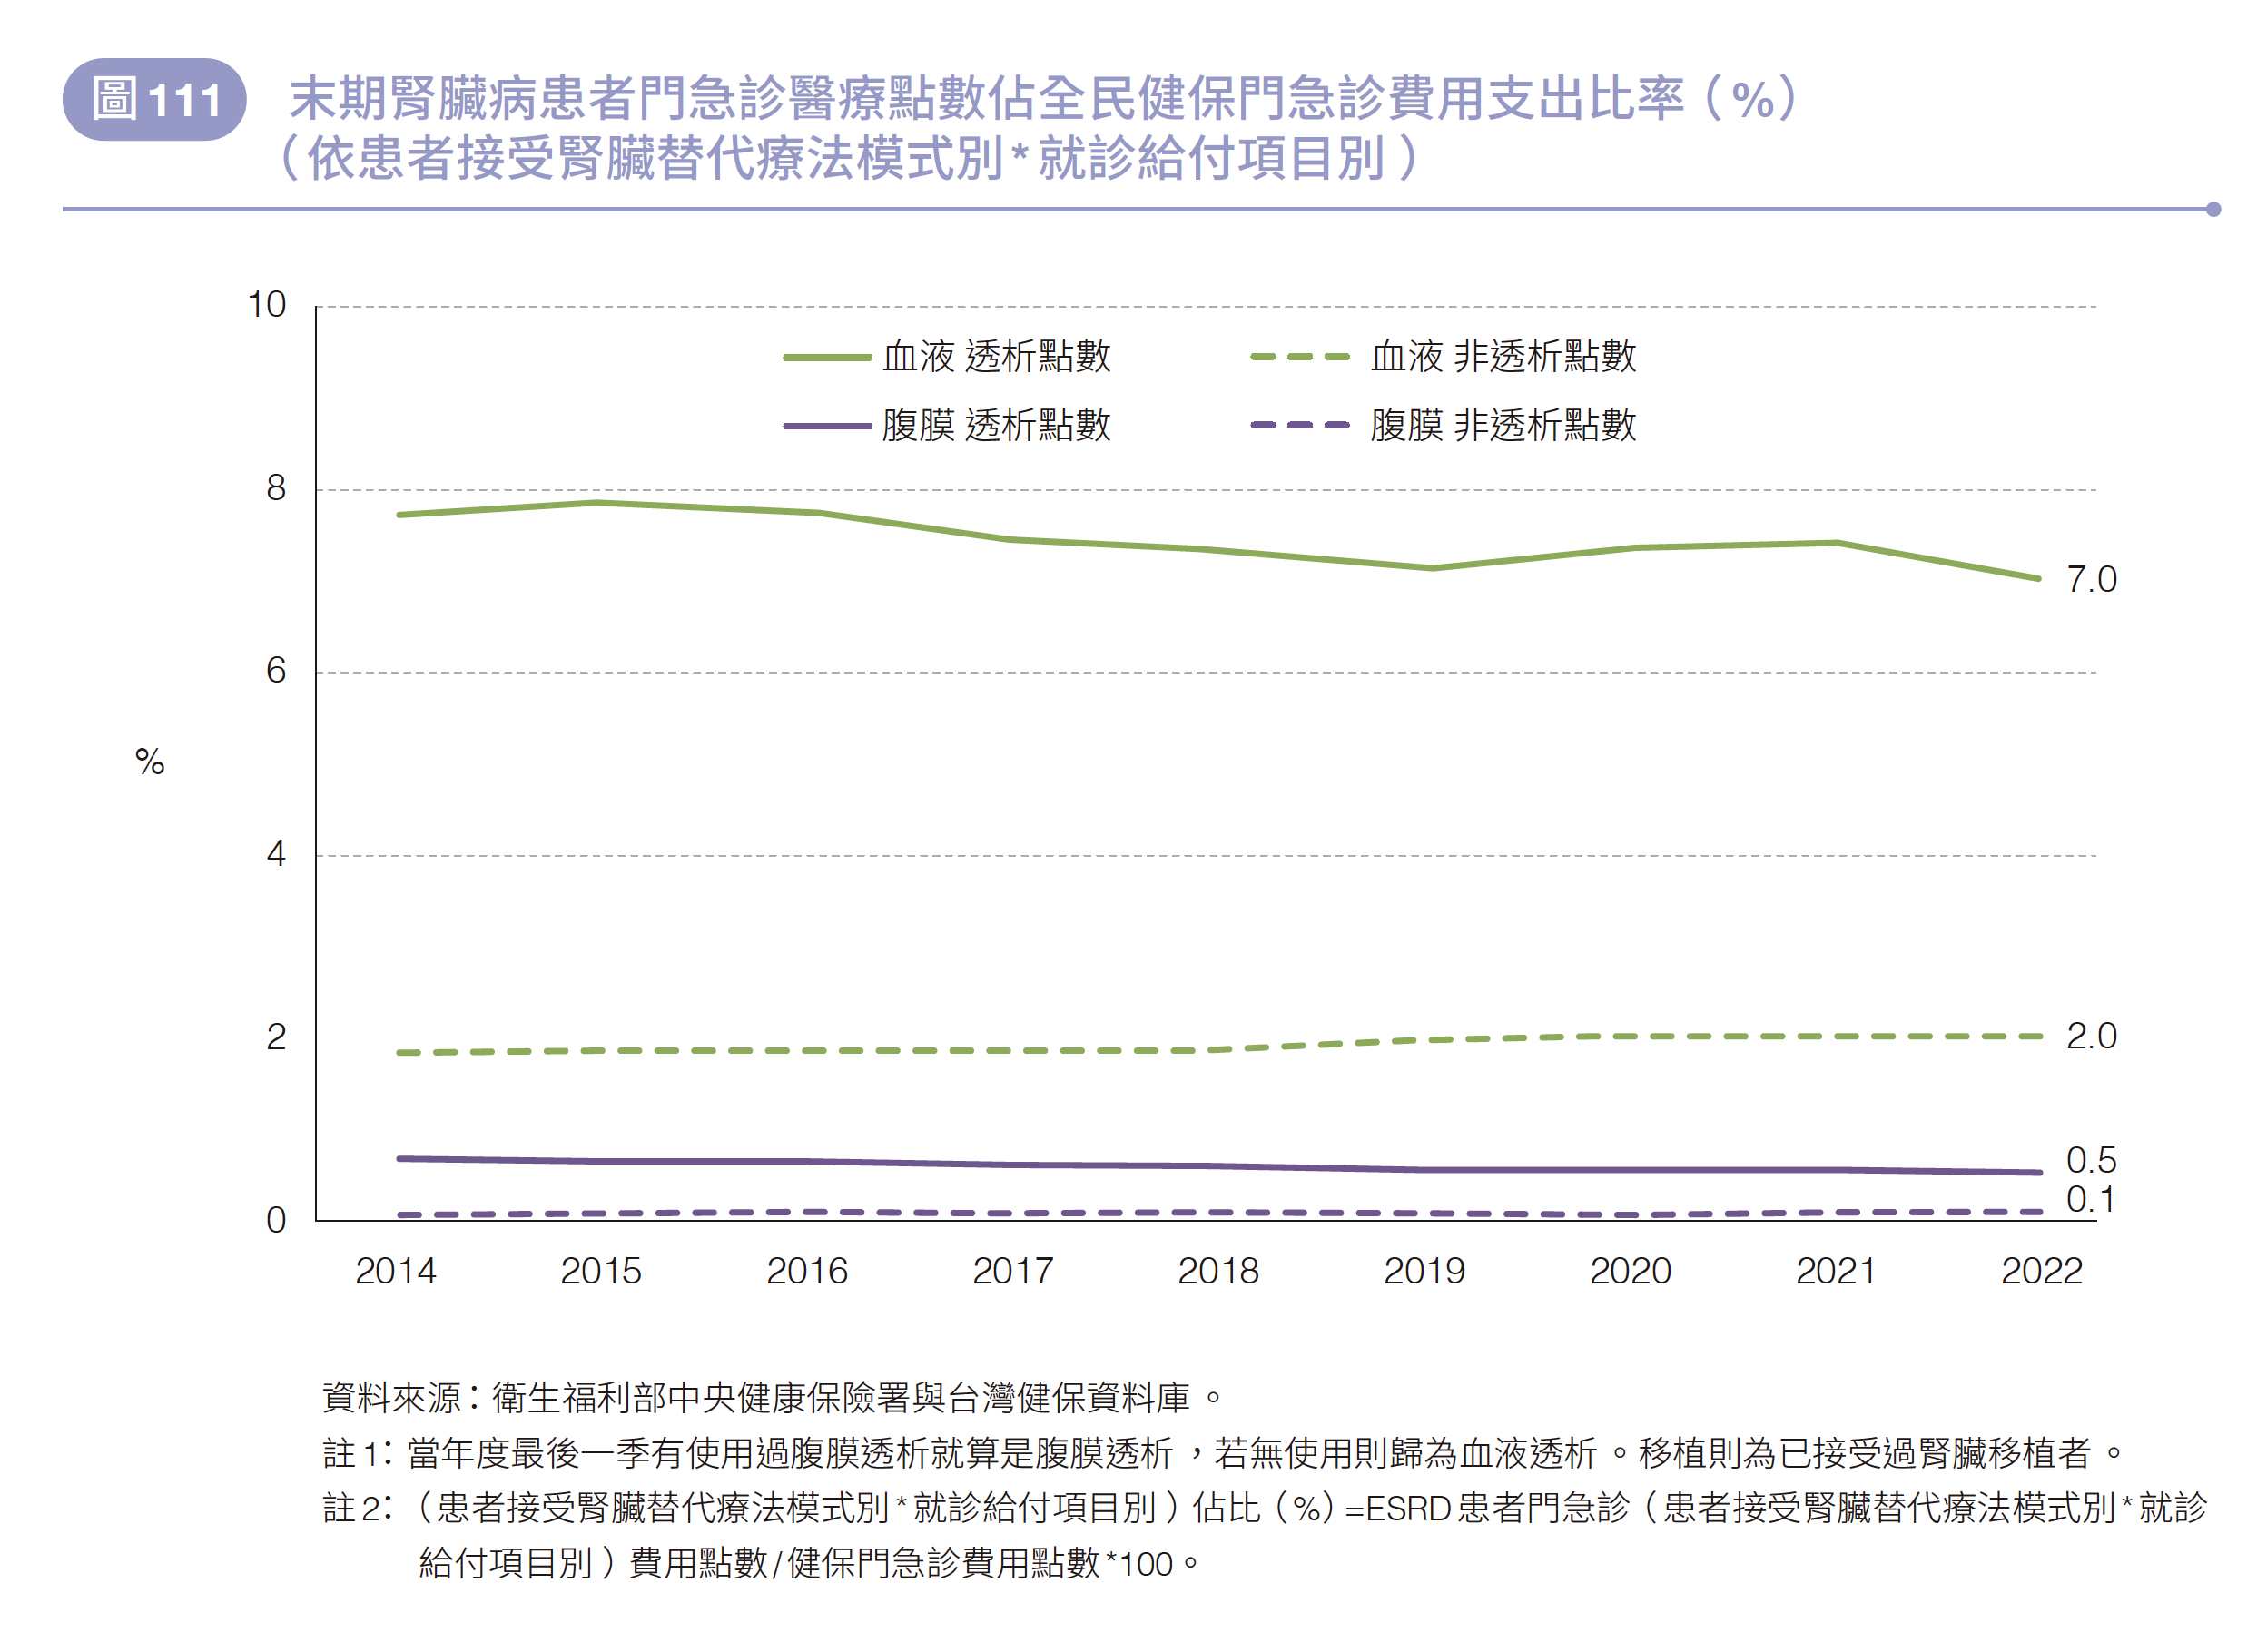 圖111 末期腎臟病患者門急診醫療點數佔全民健保門急診費用支出比率（%）
（依患者接受腎臟替代療法模式別*就診給付項目別）
10
血液 透析點數
血液 非透析點數
腹膜 透析點數
腹膜 非透析點數
8
7.0
6
%
4
2
2.0
0.5
0.1
0
2014 2015 2016 2017 2018 2019 2020 2021 2022
資料來源：衛生福利部中央健康保險署與台灣健保資料庫。
註1：當年度最後一季有使用過腹膜透析就算是腹膜透析，若無使用則歸為血液透析。移植則為已接受過腎臟移植者。
註2：（患者接受腎臟替代療法模式別*就診給付項目別）佔比（%）=ESRD患者門急診（患者接受腎臟替代療法模式別*就診
給付項目別）費用點數/健保門急診費用點數*100。